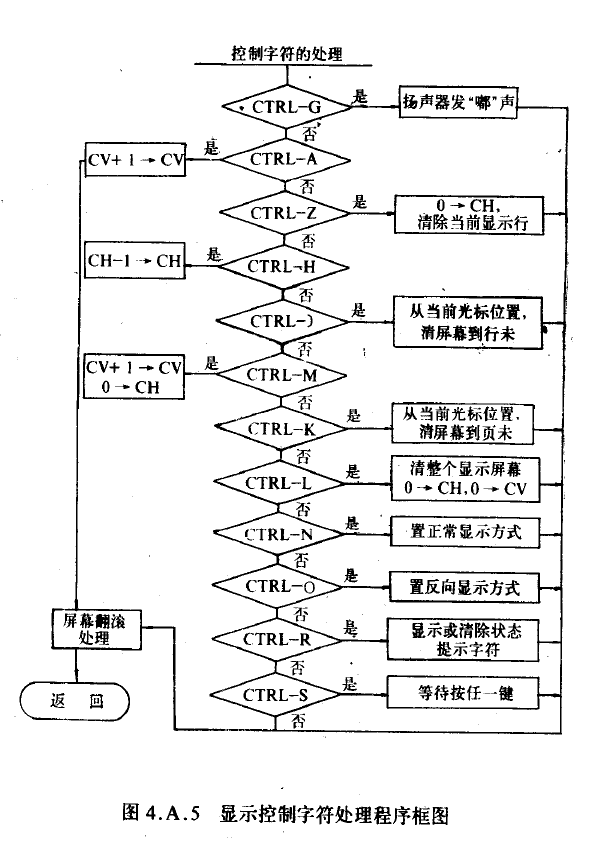 控制字符的处理
CTRL-G
是
扬声器发“嘟”声
否
CV+1→CV
是
CTRL-A
否
CTRL-Z
是
0→CH,
清除当前显示行
否
CH-1→CH
是
CTRL-H
否
CTRL-
是
从当前光标位置,
清屏幕到行未
否
CV+1→CV
0→CH
是
CTRL-M
否
CTRL-K
是
从当前光标位置,
清屏幕到页未
否
CTRL-L
是
清整个显示屏幕
0→CH,0→CV
否
CTRL-N
是
置正常显示方式
否
CTRL-O
是
置反向显示方式
否
屏幕翻滚
处理
CTRL-R
是
显示或清除状态
提示字符
否
返 回
CTRL-S
是
等待按任一键
否
图4.A.5 显示控制字符处理程序框图